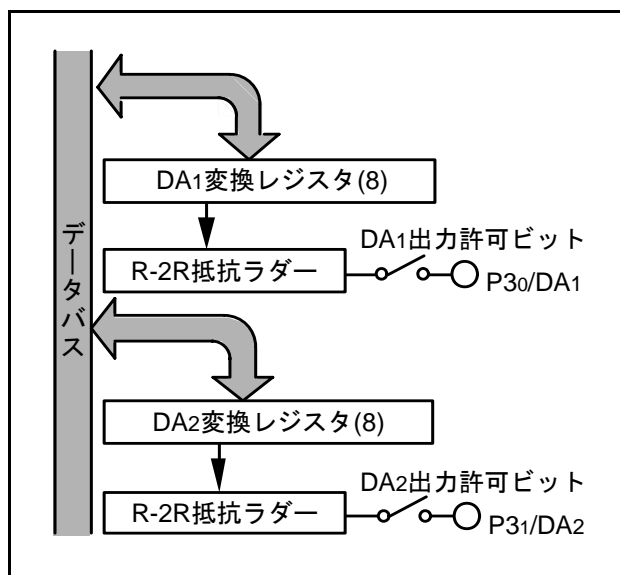 データバス
DA1変換レジスタ(8)
DA1出力許可ビット
R-2R抵抗ラダー
P30/DA1
DA2変換レジスタ(8)
DA2出力許可ビット
R-2R抵抗ラダー
P31/DA2